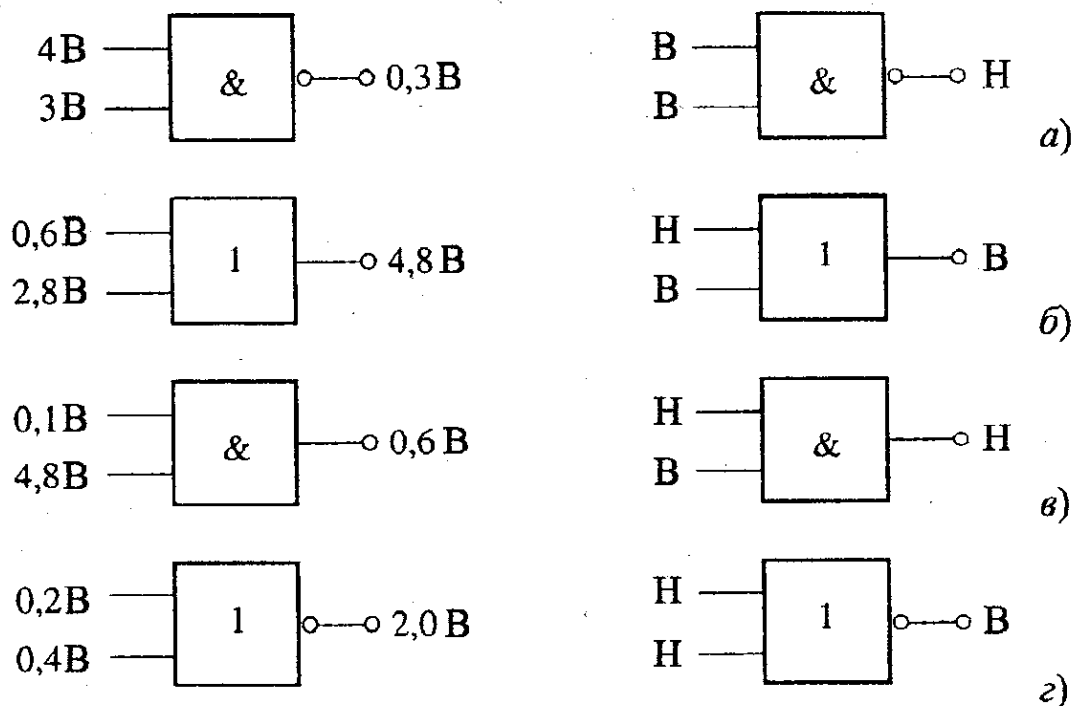 4В
3В
&
0,3В
В
В
&
Н
а)
0,6В
2,8В
1
4,8В
Н
В
1
В
б)
0,1В
4,8В
&
0,6В
Н
В
&
Н
в)
0,2В
0,4В
1
2,0В
Н
Н
1
В
г)